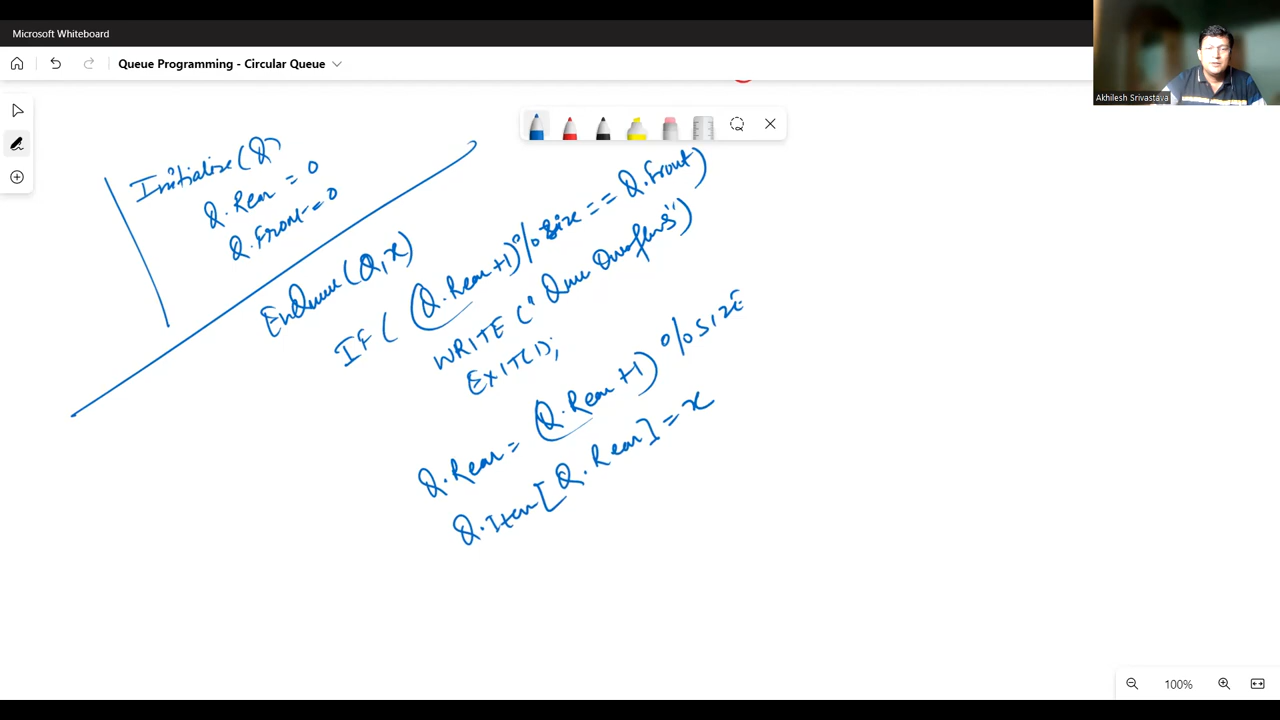 Microsoft Whiteboard
Queue Programming - Circular Queue
Akhilesh Srivastava
Initialize(Q)
Q.Rear = 0
Q.Front = 0
EnQueue(Q,x)
IF((Q.Rear+1)%size == Q.Front)
WRITE("Queue Overflows")
EXIT(1);
Q.Rear = (Q.Rear+1)%SIZE
Q.Item[Q.Rear] = x
100%